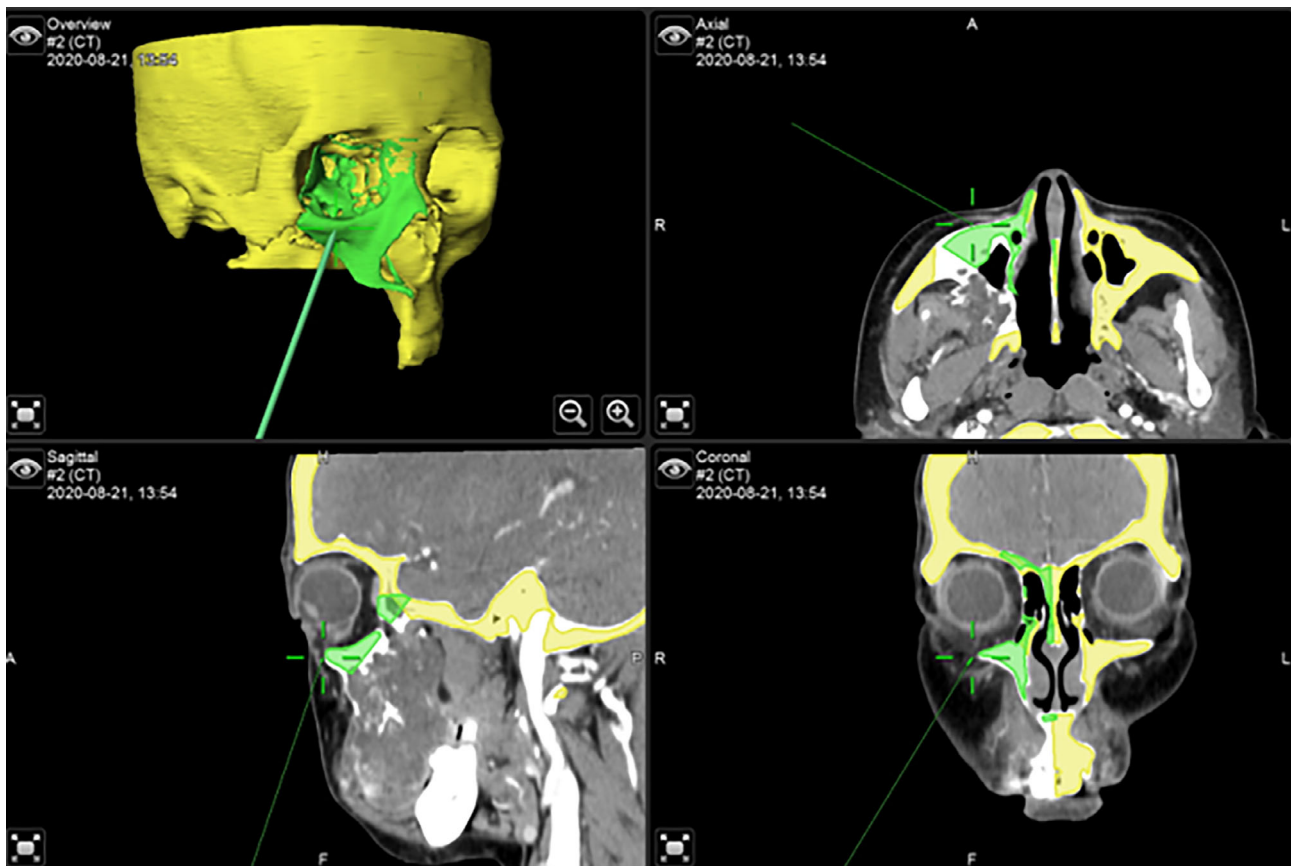 Overview
#2 (CT)
2020-08-21, 13:54
Axial
#2 (CT)
2020-08-21, 13:54
A
R
L
P
Sagittal
#2 (CT)
2020-08-21, 13:54
H
A
P
F
Coronal
#2 (CT)
2020-08-21, 13:54
H
R
L
F